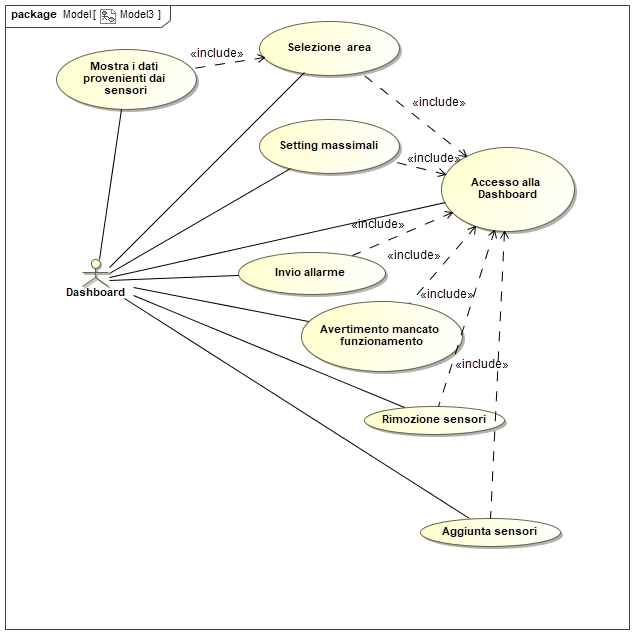 package Model[ Model3 ]
Selezione area
«include»
Mostra i dati
provenienti dai
sensori
«include»
Setting massimali
«include»
Accesso alla
Dashboard
«include»
«include»
Invio allarme
Dashboard
«include»
Avertimento mancato
funzionamento
«include»
Rimozione sensori
Aggiunta sensori